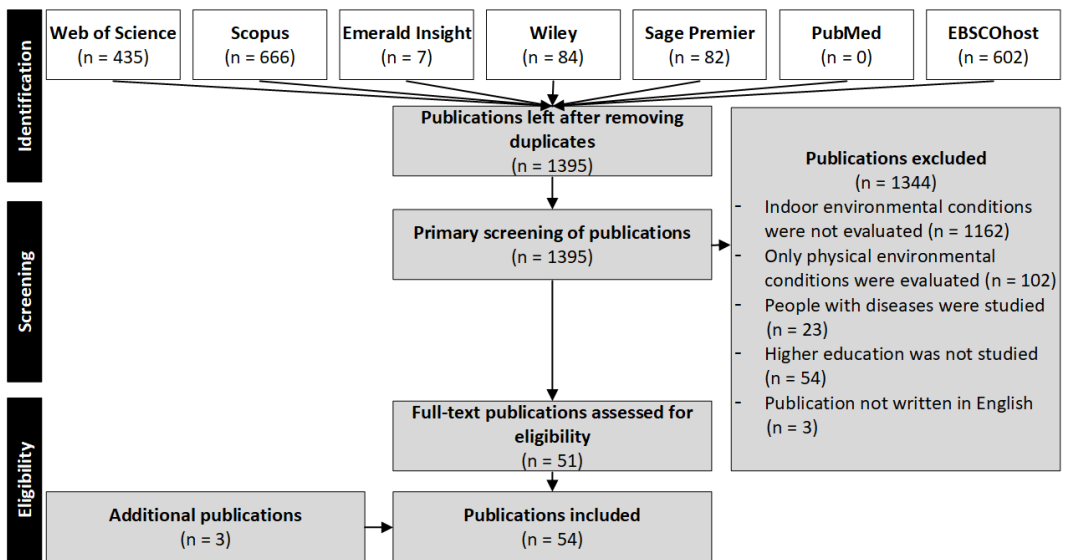 Identification
Web of Science
(n = 435)
Scopus
(n = 666)
Emerald Insight
(n = 7)
Wiley
(n = 84)
Sage Premier
(n = 82)
PubMed
(n = 0)
EBSCOhost
(n = 602)
Publications left after removing
duplicates
(n = 1395)
Screening
Primary screening of publications
(n = 1395)
Publications excluded
(n = 1344)
- Indoor environmental conditions
were not evaluated (n = 1162)
- Only physical environmental
conditions were evaluated (n = 102)
- People with diseases were studied
(n = 23)
- Higher education was not studied
(n = 54)
- Publication not written in English
(n = 3)
Eligibility
Full-text publications assessed for
eligibility
(n = 51)
Additional publications
(n = 3)
Publications included
(n = 54)